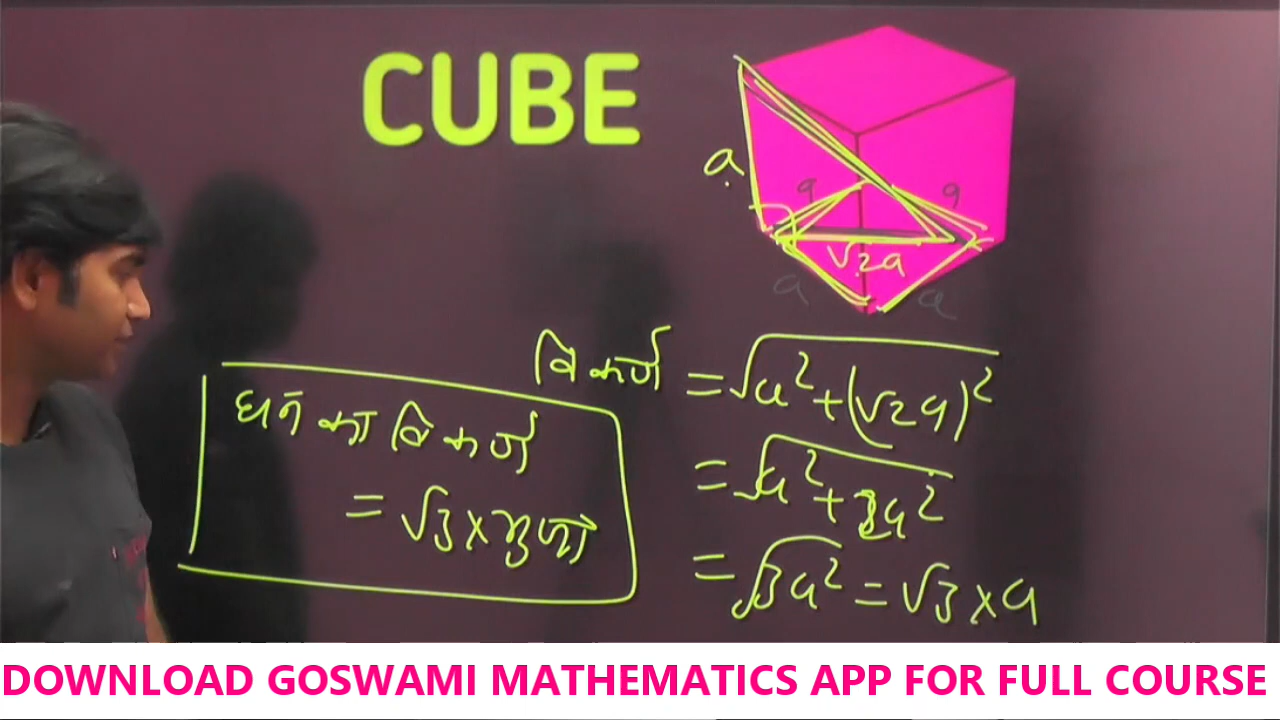 CUBE
a
a
a
√2a
a
a
विकर्ण = √a² + (√2a)²
= √a² + 2a²
= √3a² = √3 × a
घन का विकर्ण
= √3 × भुजा
DOWNLOAD GOSWAMI MATHEMATICS APP FOR FULL COURSE